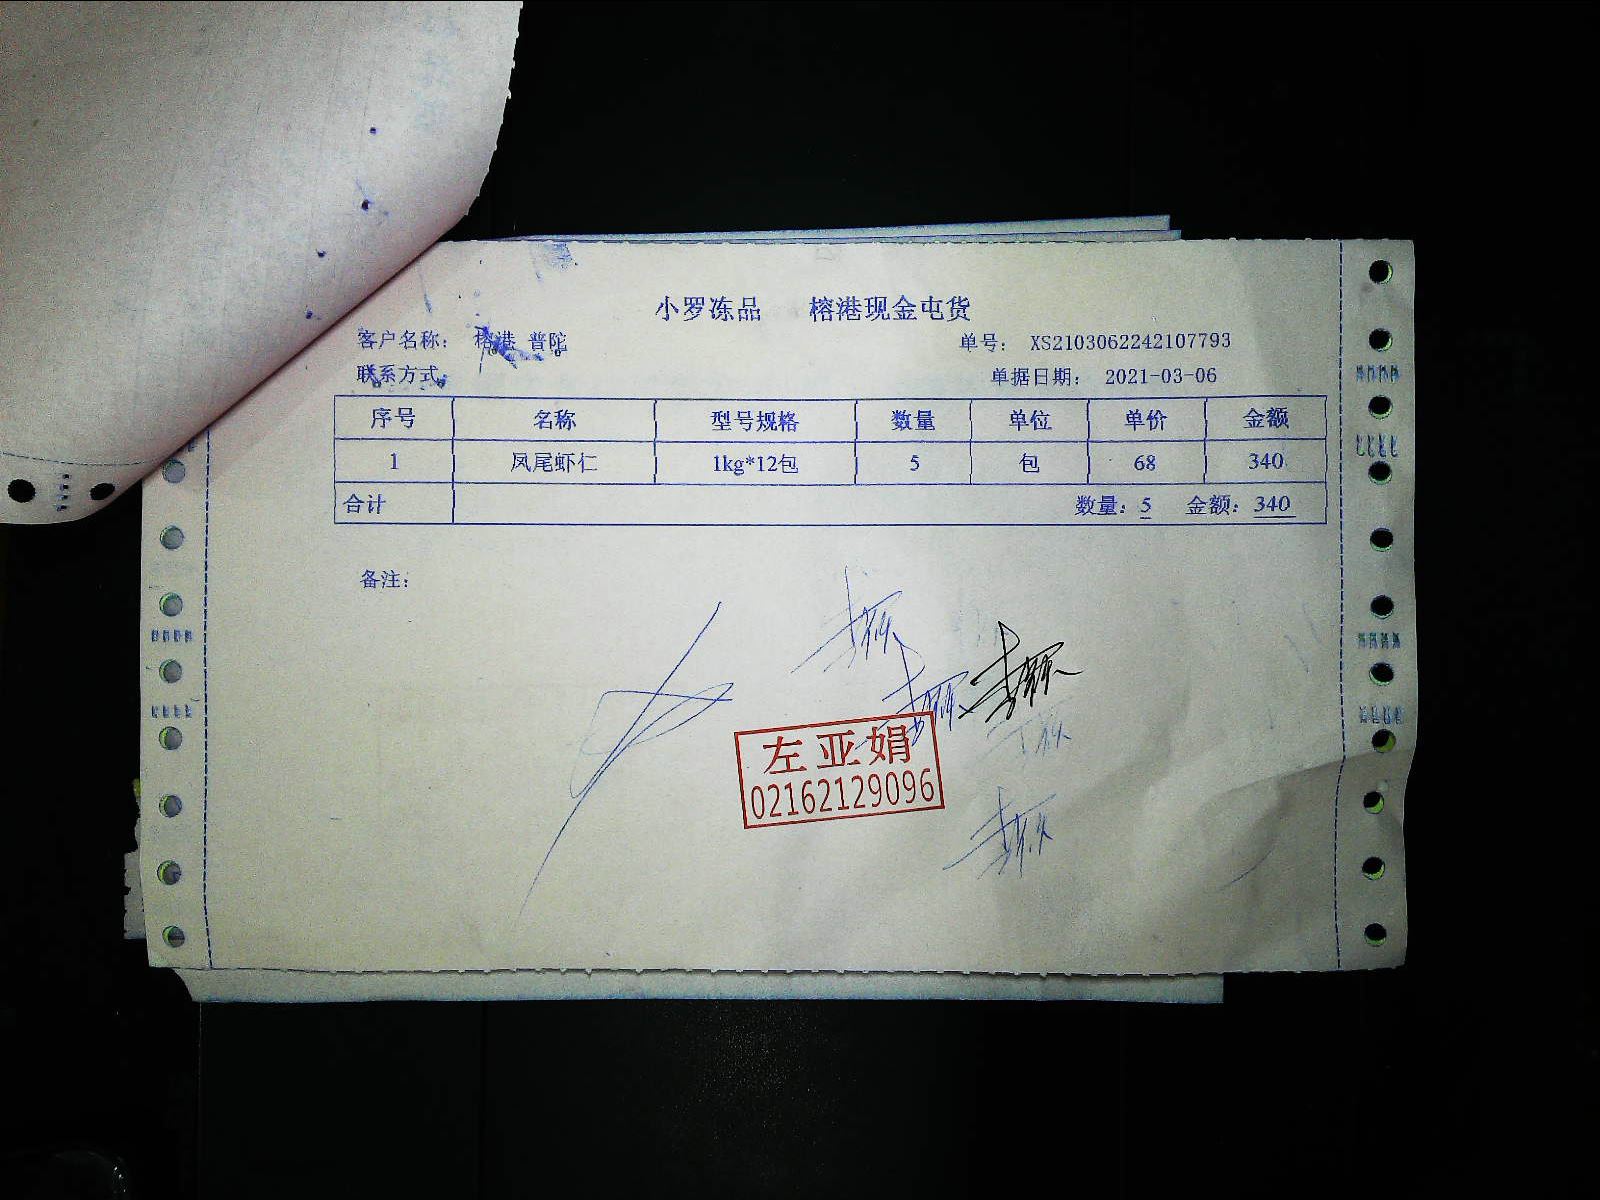 小罗冻品 榕港现金屯货
客户名称： 榕港 普陀 单号： XS2103062242107793
联系方式： 单据日期： 2021-03-06
序号 名称 型号规格 数量 单位 单价 金额
1 凤尾虾仁 1kg*12包 5 包 68 340
合计 数量：5 金额：340
备注：
左亚娟
02162129096